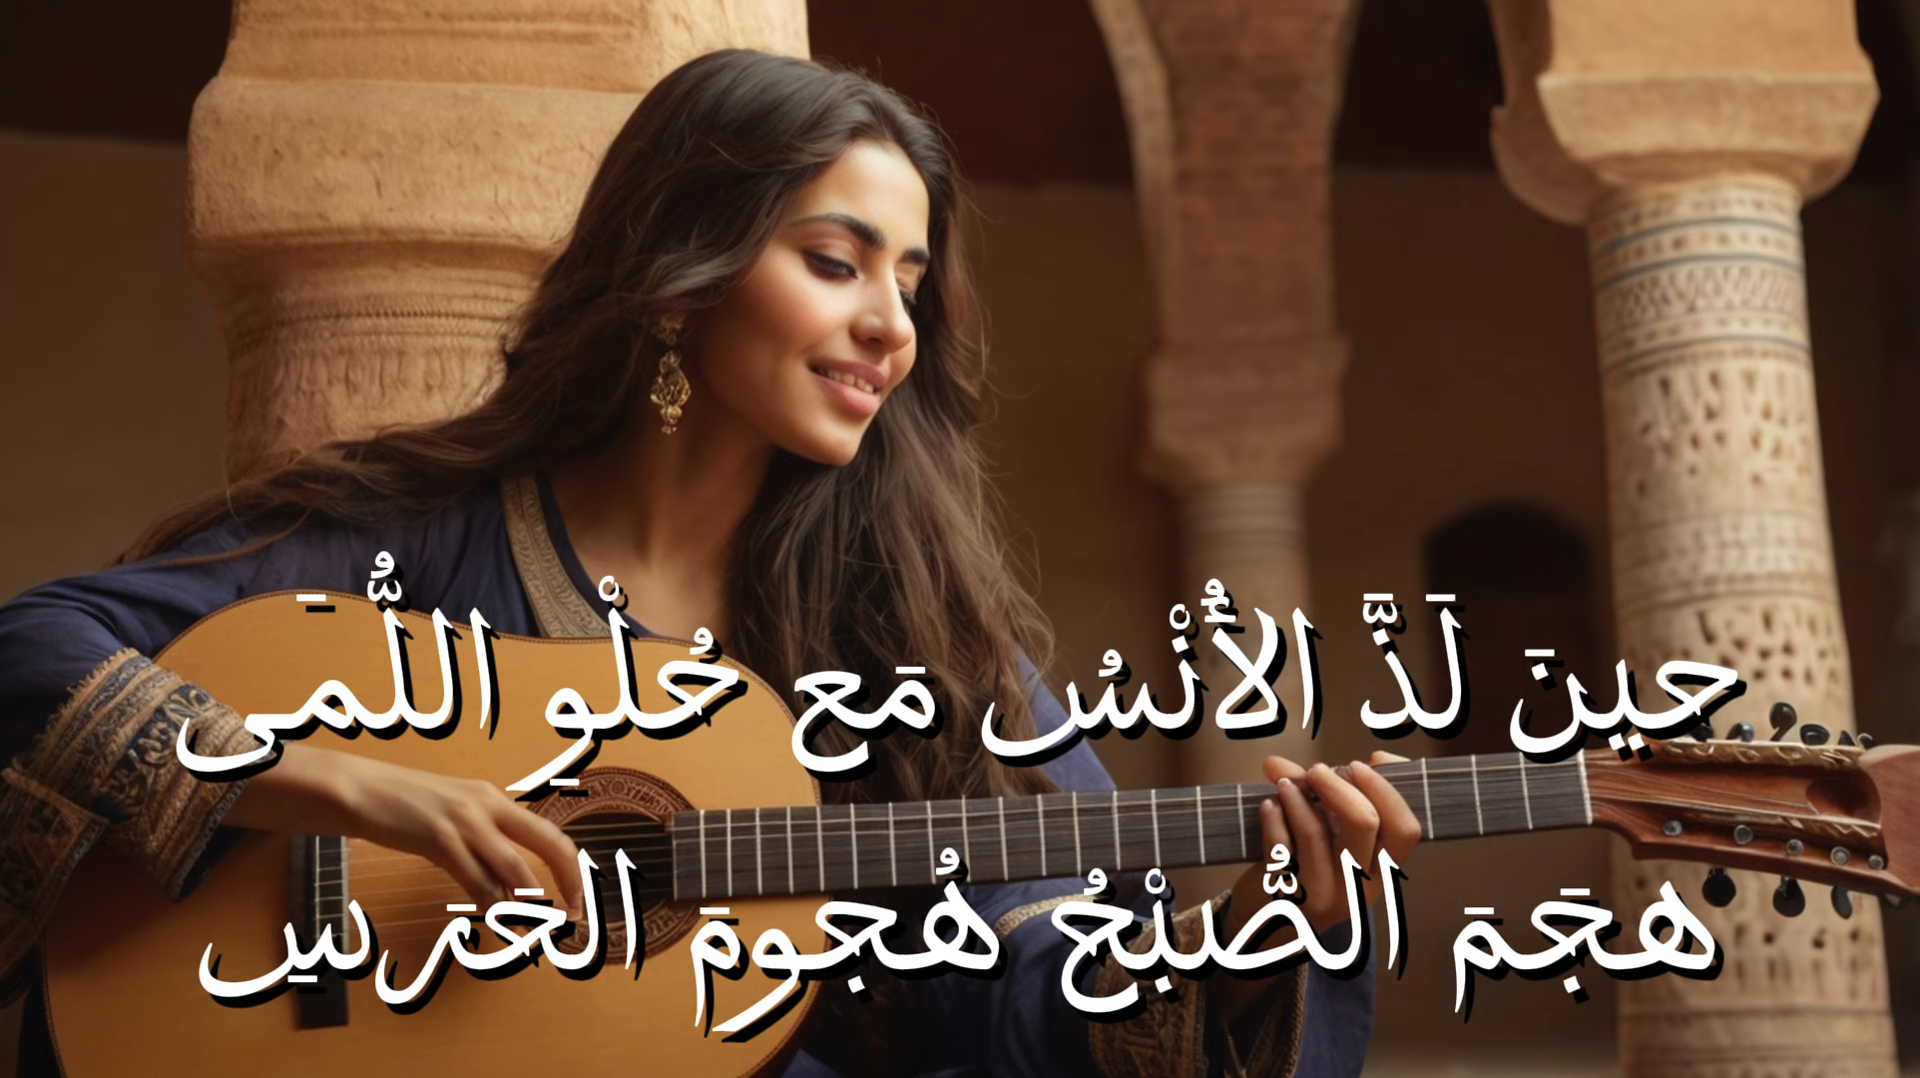 حينَ لَذَّ الأُنْسُ مَع حُلْوِ اللُّمَى
هجَمَ الصُّبْحُ هُجومَ الحَرَسِ